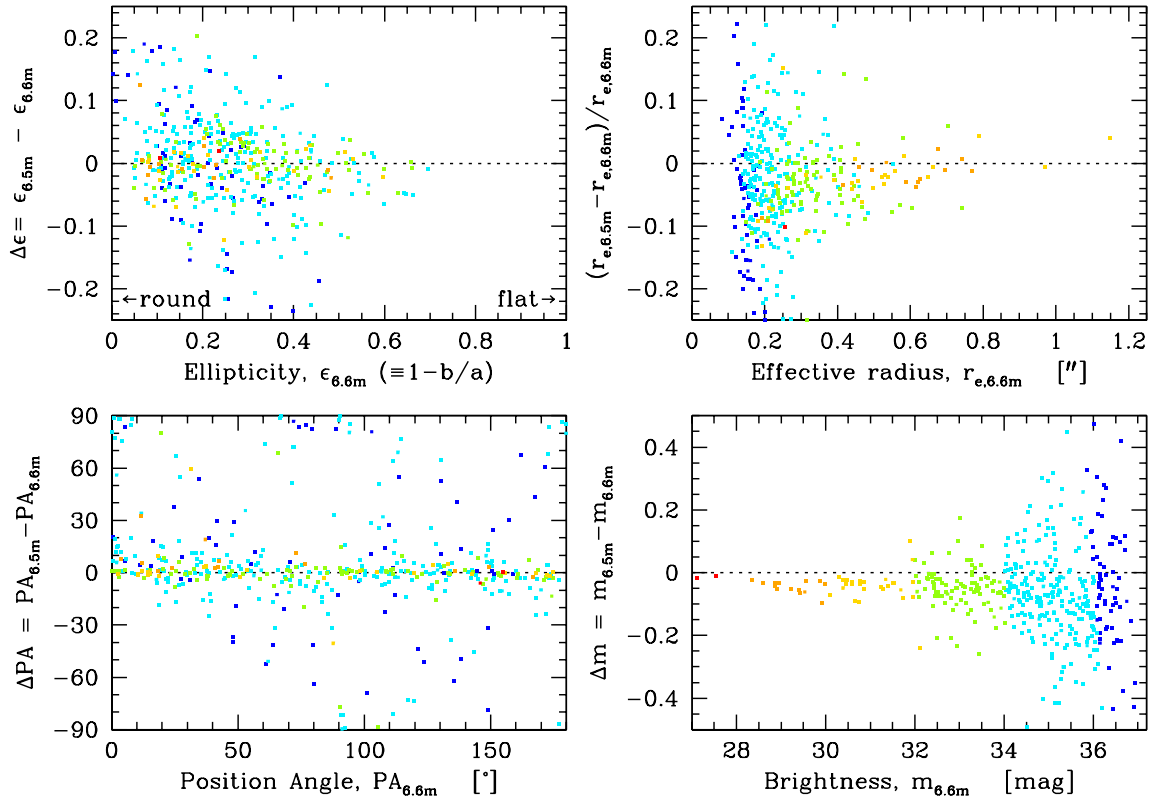 0.2
0.1
0
−0.1
−0.2
Δϵ= ϵ6.5m − ϵ6.6m
←round
flat→
0 0.2 0.4 0.6 0.8 1
Ellipticity, ϵ6.6m (≡1−b/a)
0.2
0.1
0
−0.1
−0.2
(re,6.5m−re,6.6m)/re,6.6m
0 0.2 0.4 0.6 0.8 1 1.2
Effective radius, re,6.6m ["]
90
60
30
0
−30
−60
−90
ΔPA = PA6.5m−PA6.6m
0 50 100 150
Position Angle, PA6.6m [°]
0.4
0.2
0
−0.2
−0.4
Δm = m6.5m−m6.6m
28 30 32 34 36
Brightness, m6.6m [mag]